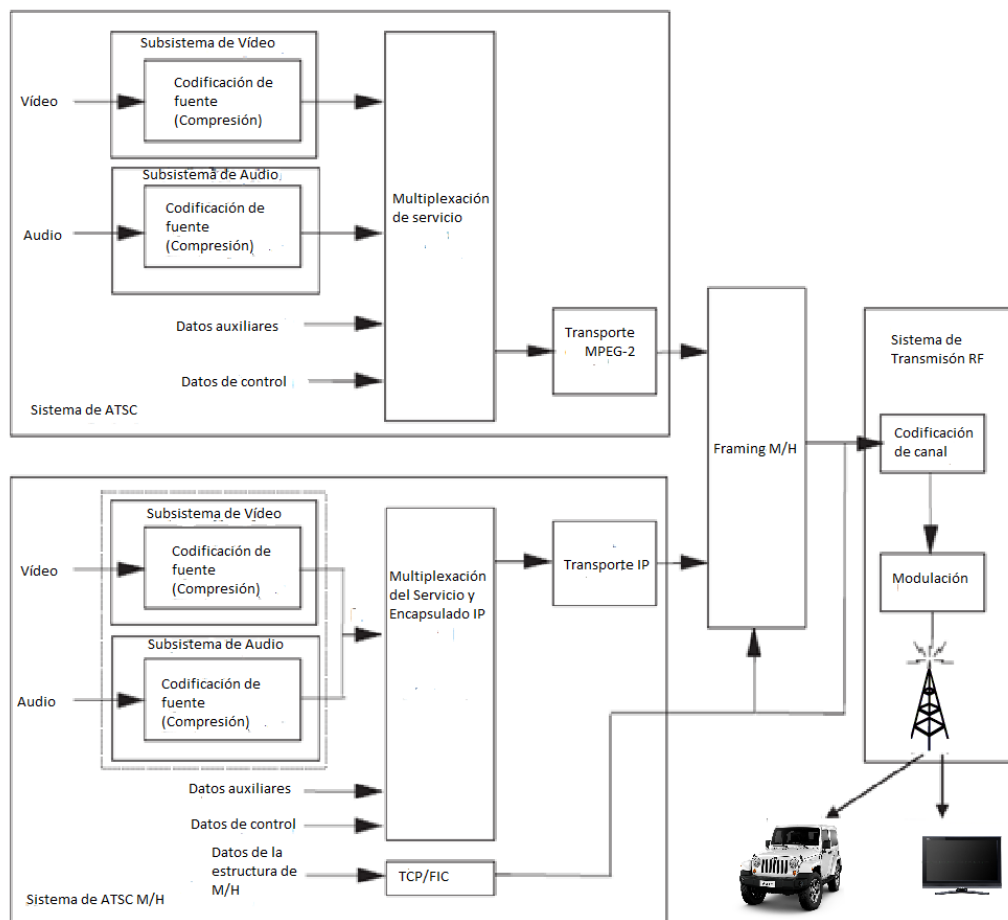 Subsistema de Vídeo
Vídeo
Codificación de
fuente
(Compresión)
Subsistema de Audio
Audio
Codificación de
fuente
(Compresión)
Multiplexación
de servicio
Datos auxiliares
Datos de control
Transporte
MPEG-2
Sistema de ATSC
Framing M/H
Sistema de
Transmisón RF
Codificación
de canal
Modulación
Subsistema de Vídeo
Vídeo
Codificación de
fuente
(Compresión)
Subsistema de Audio
Audio
Codificación de
fuente
(Compresión)
Multiplexación
del Servicio y
Encapsulado IP
Transporte IP
Datos auxiliares
Datos de control
Datos de la
estructura de
M/H
TCP/FIC
Sistema de ATSC M/H